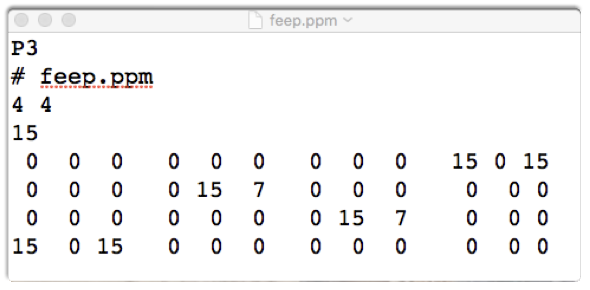 feep.ppm
P3
# feep.ppm
4 4
15
0 0 0 0 0 0 0 0 0 15 0 15
0 0 0 0 15 7 0 0 0 0 0 0
0 0 0 0 0 0 0 15 7 0 0 0
15 0 15 0 0 0 0 0 0 0 0 0